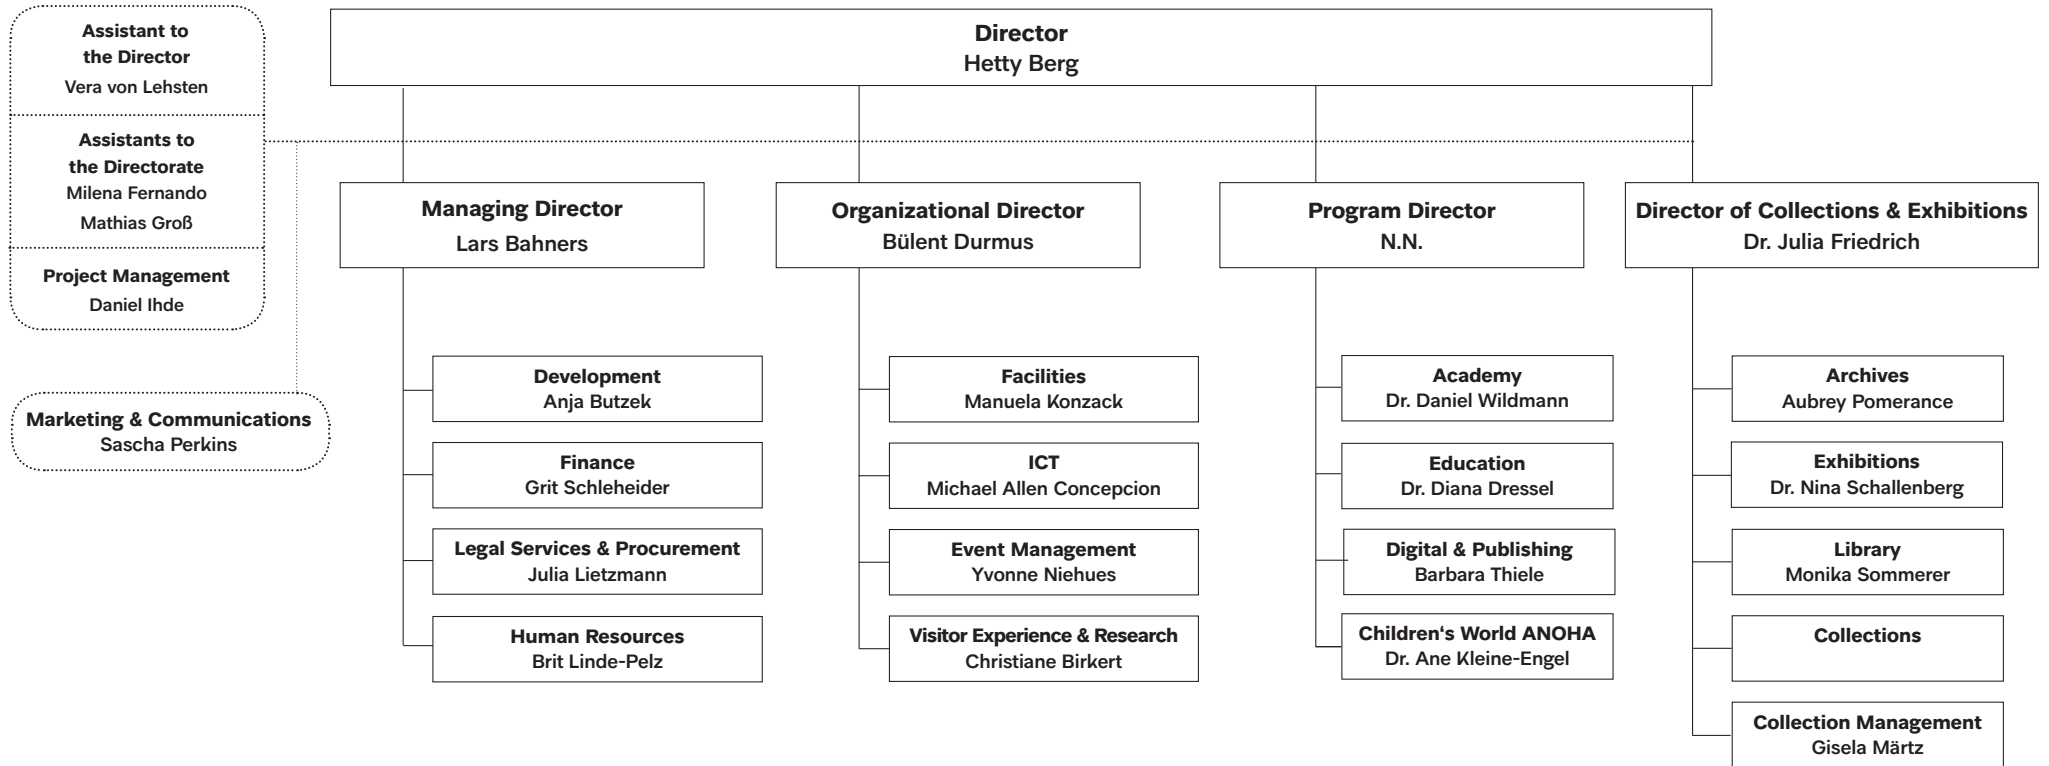 Assistant to
the Director
Vera von Lehsten
Assistants to
the Directorate
Milena Fernando
Mathias Groß
Project Management
Daniel Ihde
Marketing & Communications
Sascha Perkins
Director
Hetty Berg
Managing Director
Lars Bahners
Development
Anja Butzek
Finance
Grit Schleheider
Legal Services & Procurement
Julia Lietzmann
Human Resources
Brit Linde-Pelz
Organizational Director
Bülent Durmus
Facilities
Manuela Konzack
ICT
Michael Allen Concepcion
Event Management
Yvonne Niehues
Visitor Experience & Research
Christiane Birkert
Program Director
N.N.
Academy
Dr. Daniel Wildmann
Education
Dr. Diana Dressel
Digital & Publishing
Barbara Thiele
Children‘s World ANOHA
Dr. Ane Kleine-Engel
Director of Collections & Exhibitions
Dr. Julia Friedrich
Archives
Aubrey Pomerance
Exhibitions
Dr. Nina Schallenberg
Library
Monika Sommerer
Collections
Collection Management
Gisela Märtz